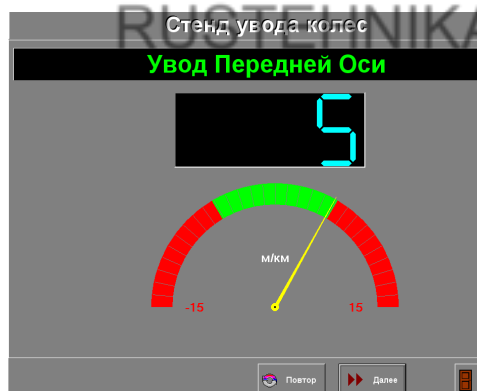 RUSTEHNIKA
Стенд увода колес
Увод Передней Оси
5
м/км
-15 15
Повтор Далее